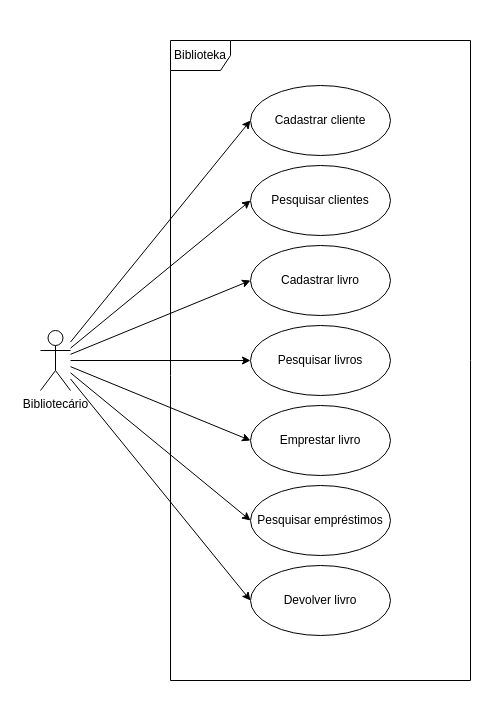 Biblioteka
Cadastrar cliente
Pesquisar clientes
Cadastrar livro
Pesquisar livros
Bibliotecário
Emprestar livro
Pesquisar empréstimos
Devolver livro